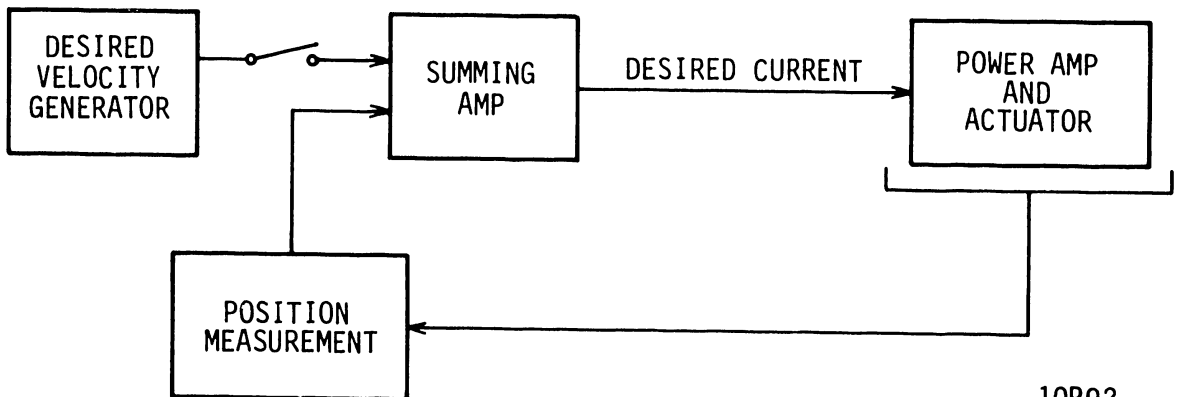 DESIRED
VELOCITY
GENERATOR
SUMMING
AMP
DESIRED CURRENT
POWER AMP
AND
ACTUATOR
POSITION
MEASUREMENT